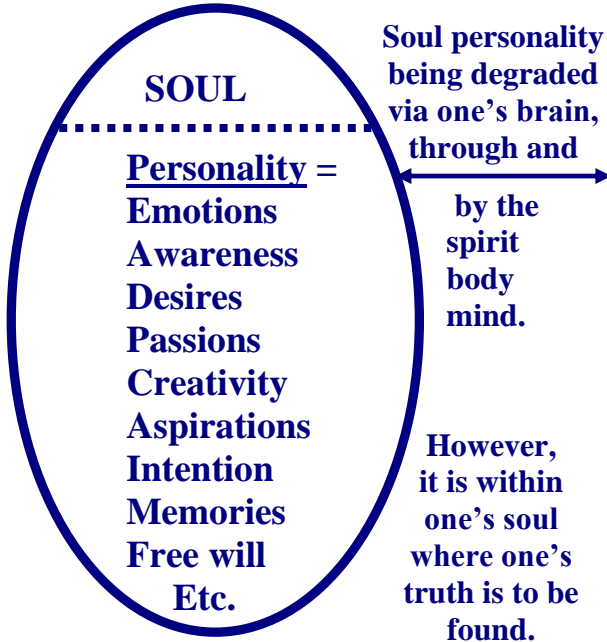 SOUL
Personality =
Emotions
Awareness
Desires
Passions
Creativity
Aspirations
Intention
Memories
Free will
Etc.
Soul personality
being degraded
via one’s brain,
through and
by the
spirit
body
mind.
However,
it is within
one’s soul
where one’s
truth is to be
found.